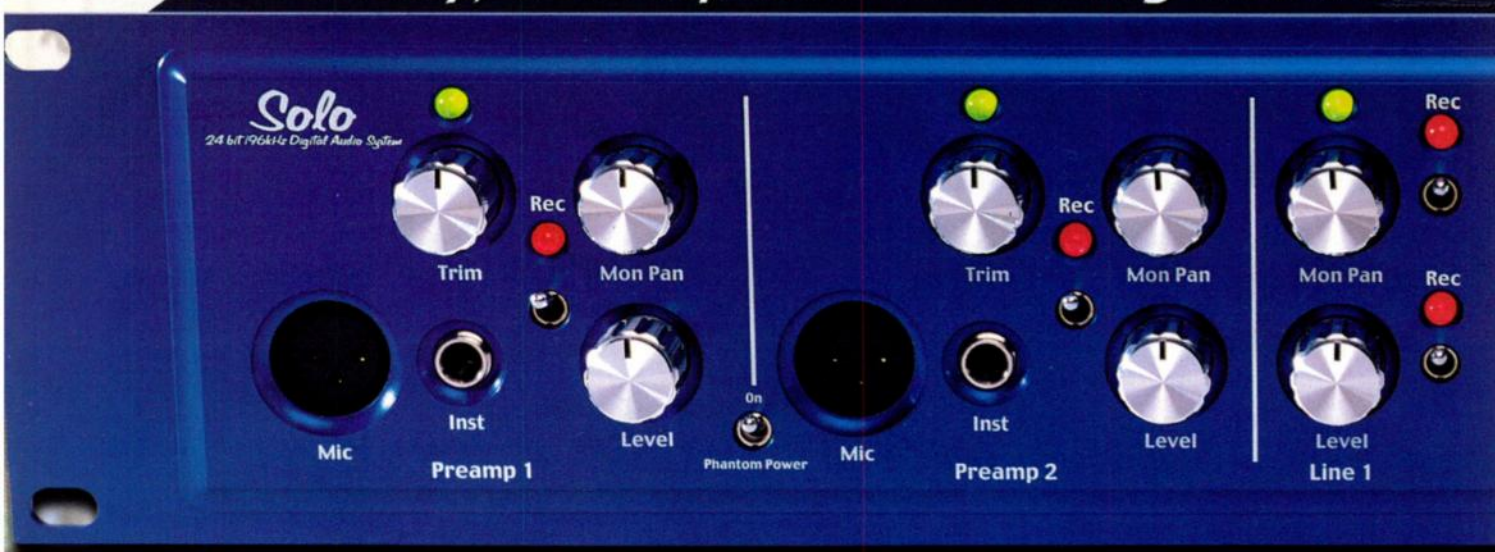 Solo
24 bit/96kHz Digital Audio System
Rec
Rec
Rec
Trim
Mon Pan
Trim
Mon Pan
Mon Pan
Rec
On
Mic
Inst
Level
Phantom Power
Mic
Inst
Level
Level
Preamp 1
Preamp 2
Line 1